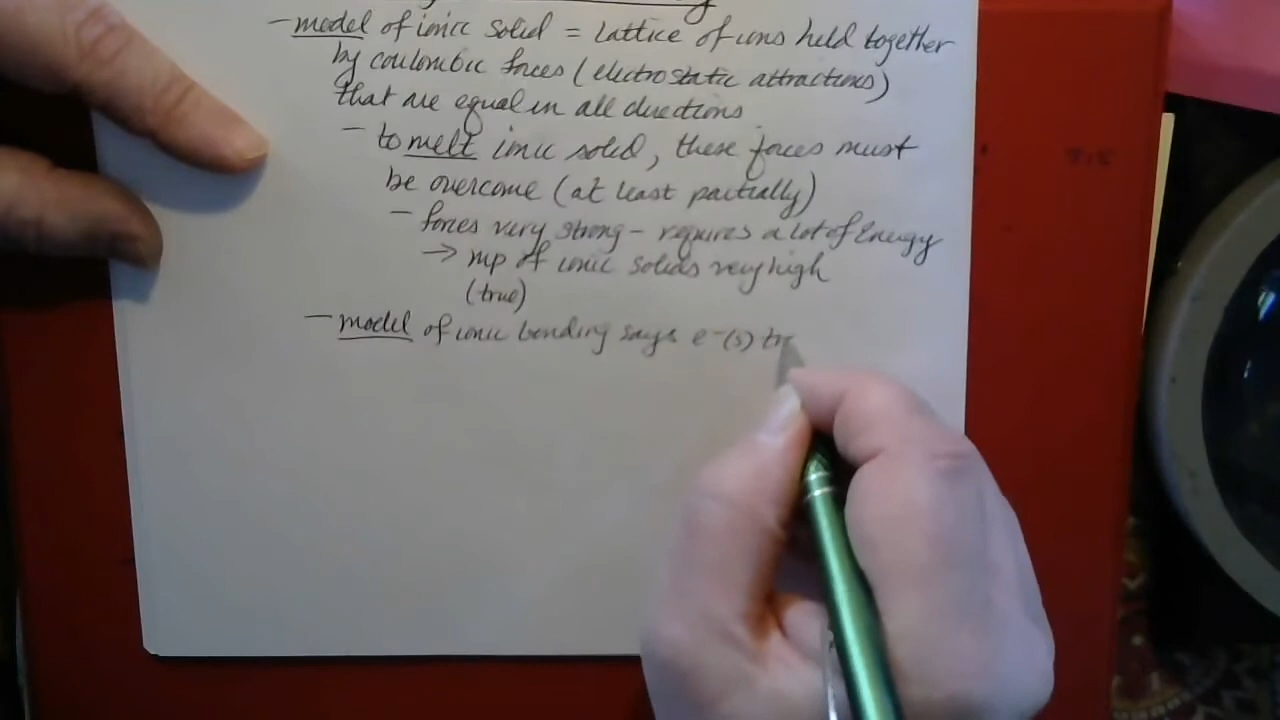 - model of ionic solid = lattice of ions held together
by coulombic forces (electrostatic attractions)
that are equal in all directions
- to melt ionic solid, these forces must
be overcome (at least partially)
- forces very strong - requires a lot of Energy
→ mp of ionic solids very high
(true)
- model of ionic bonding says e⁻(s) tr